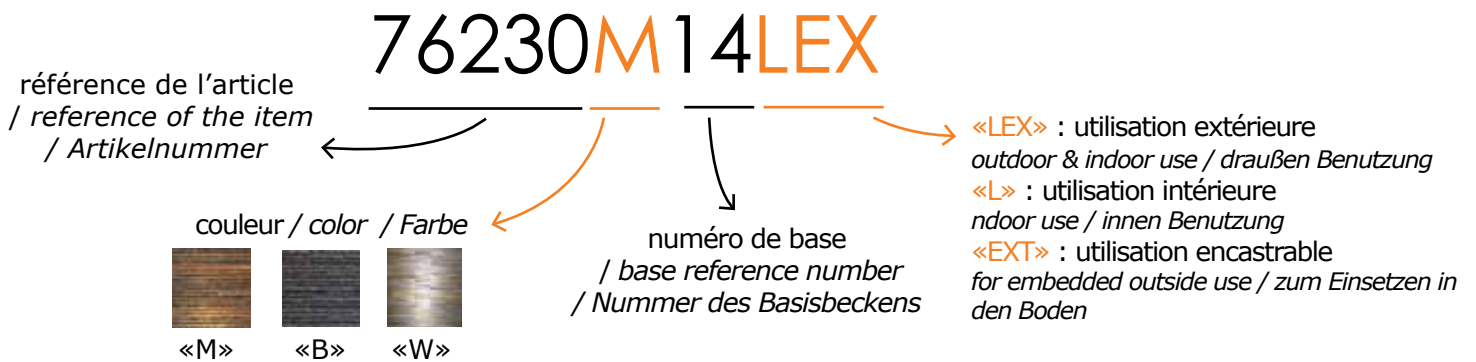 76230M14LEX
référence de l'article
/ reference of the item
/ Artikelnummer
couleur / color / Farbe
«M» «B» «W»
numéro de base
/ base reference number
/ Nummer des Basisbeckens
«LEX» : utilisation extérieure
outdoor & indoor use / draußen Benutzung
«L» : utilisation intérieure
ndoor use / innen Benutzung
«EXT» : utilisation encastrable
for embedded outside use / zum Einsetzen in
den Boden